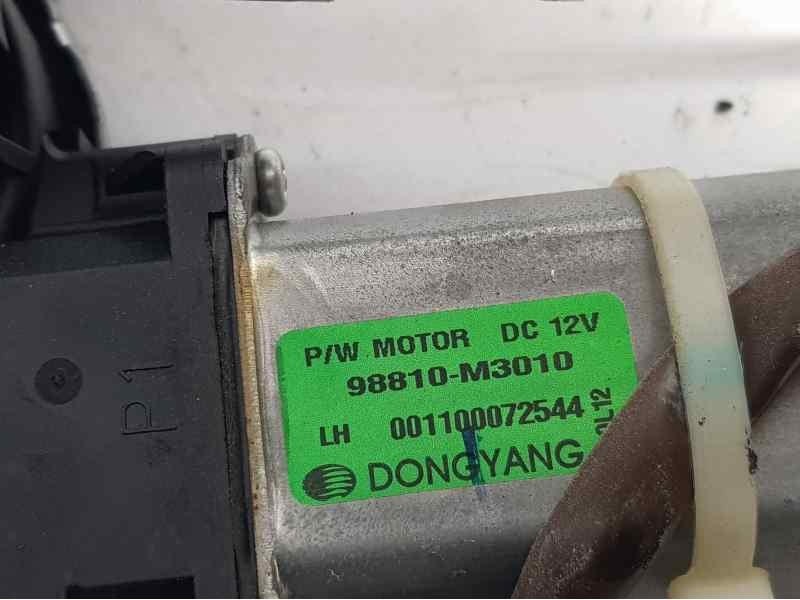 P/W MOTOR DC 12V
98810-M3010
LH 001100072544
DONGYANG
P1